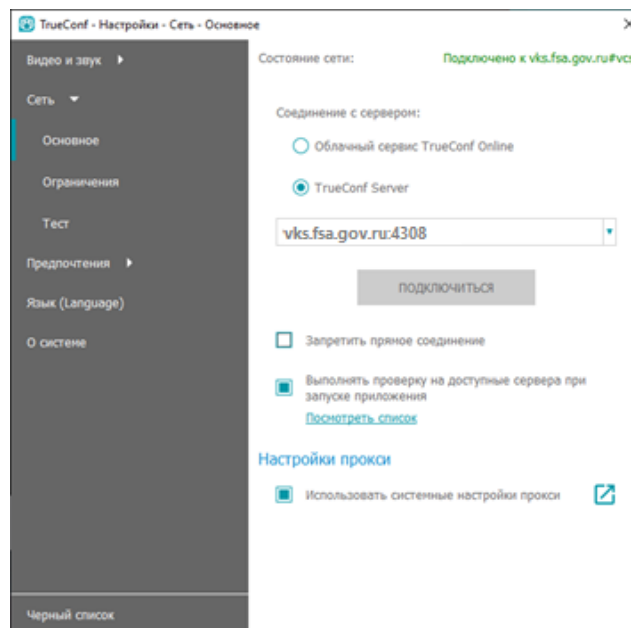 TrueConf - Настройки - Сеть - Основное
Видео и звук
Сеть
Основное
Ограничения
Тест
Предпочтения
Язык (Language)
О системе
Черный список
Состояние сети: Подключено к vks.fsa.gov.ru#vcs
Соединение с сервером:
Облачный сервис TrueConf Online
TrueConf Server
vks.fsa.gov.ru:4308
ПОДКЛЮЧИТЬСЯ
Запретить прямое соединение
Выполнять проверку на доступные сервера при
запуске приложения
Посмотреть список
Настройки прокси
Использовать системные настройки прокси